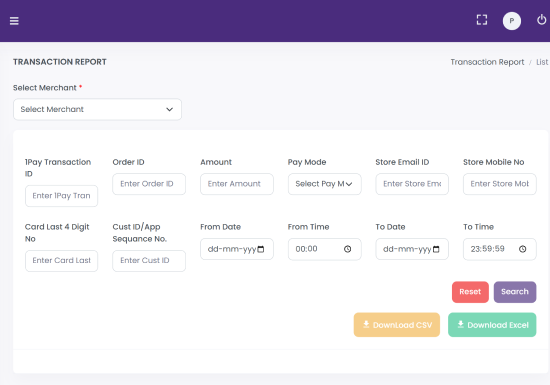 P
TRANSACTION REPORT
Transaction Report / List
Select Merchant *
Select Merchant
1Pay Transaction
ID
Order ID
Amount
Pay Mode
Store Email ID
Store Mobile No
Enter 1Pay Tran
Enter Order ID
Enter Amount
Select Pay M
Enter Store Ema
Enter Store Mob
Card Last 4 Digit
No
Cust ID/App
Sequance No.
From Date
From Time
To Date
To Time
Enter Card Last
Enter Cust ID
dd-mm-yyy
00:00
dd-mm-yyy
23:59:59
Reset
Search
DownLoad CSV
Download Excel